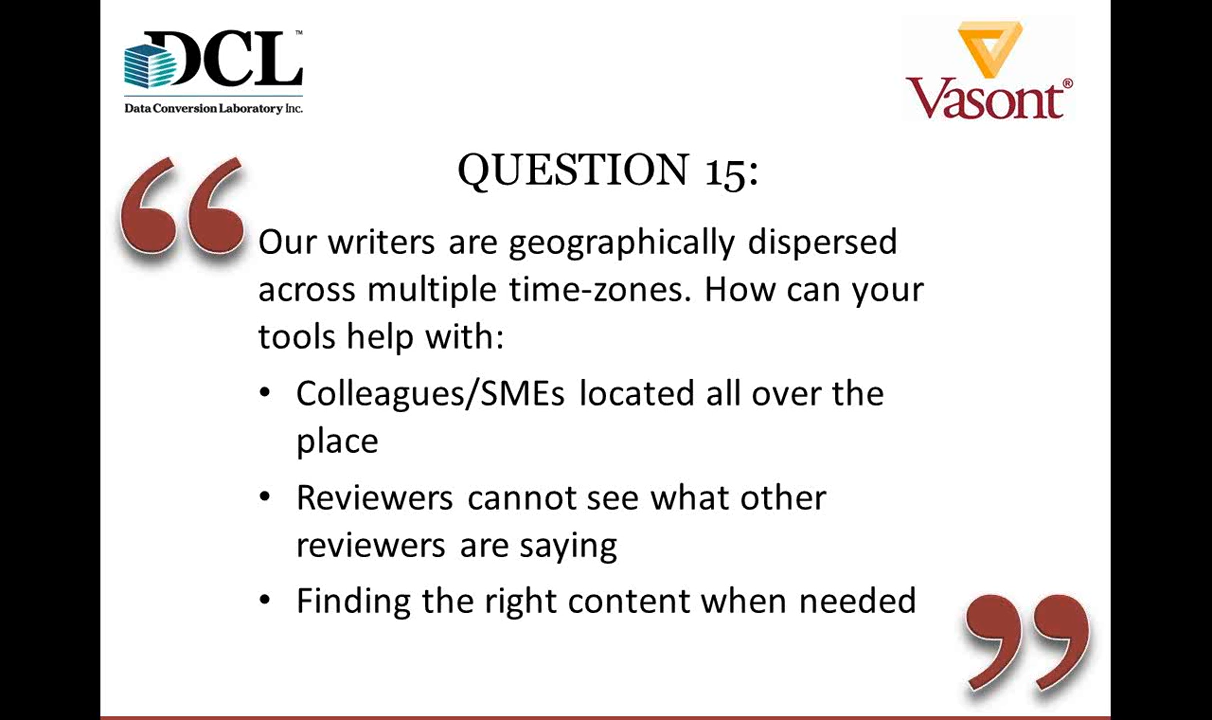 DCL™
Data Conversion Laboratory Inc.
Vasont®
“
QUESTION 15:
Our writers are geographically dispersed
across multiple time-zones. How can your
tools help with:
• Colleagues/SMEs located all over the
place
• Reviewers cannot see what other
reviewers are saying
• Finding the right content when needed
”